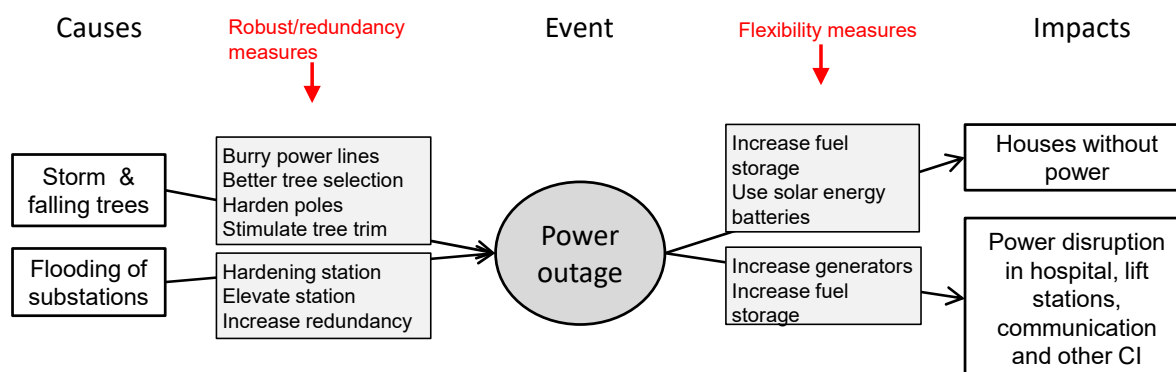 Causes
Robust/redundancy
measures
Event
Flexibility measures
Impacts
Storm & 
falling trees
Burry power lines
Better tree selection
Harden poles
Stimulate tree trim
Flooding of
substations
Hardening station
Elevate station
Increase redundancy
Power
outage
Increase fuel
storage
Use solar energy
batteries
Increase generators
Increase fuel
storage
Houses without
power
Power disruption
in hospital, lift
stations,
communication
and other CI